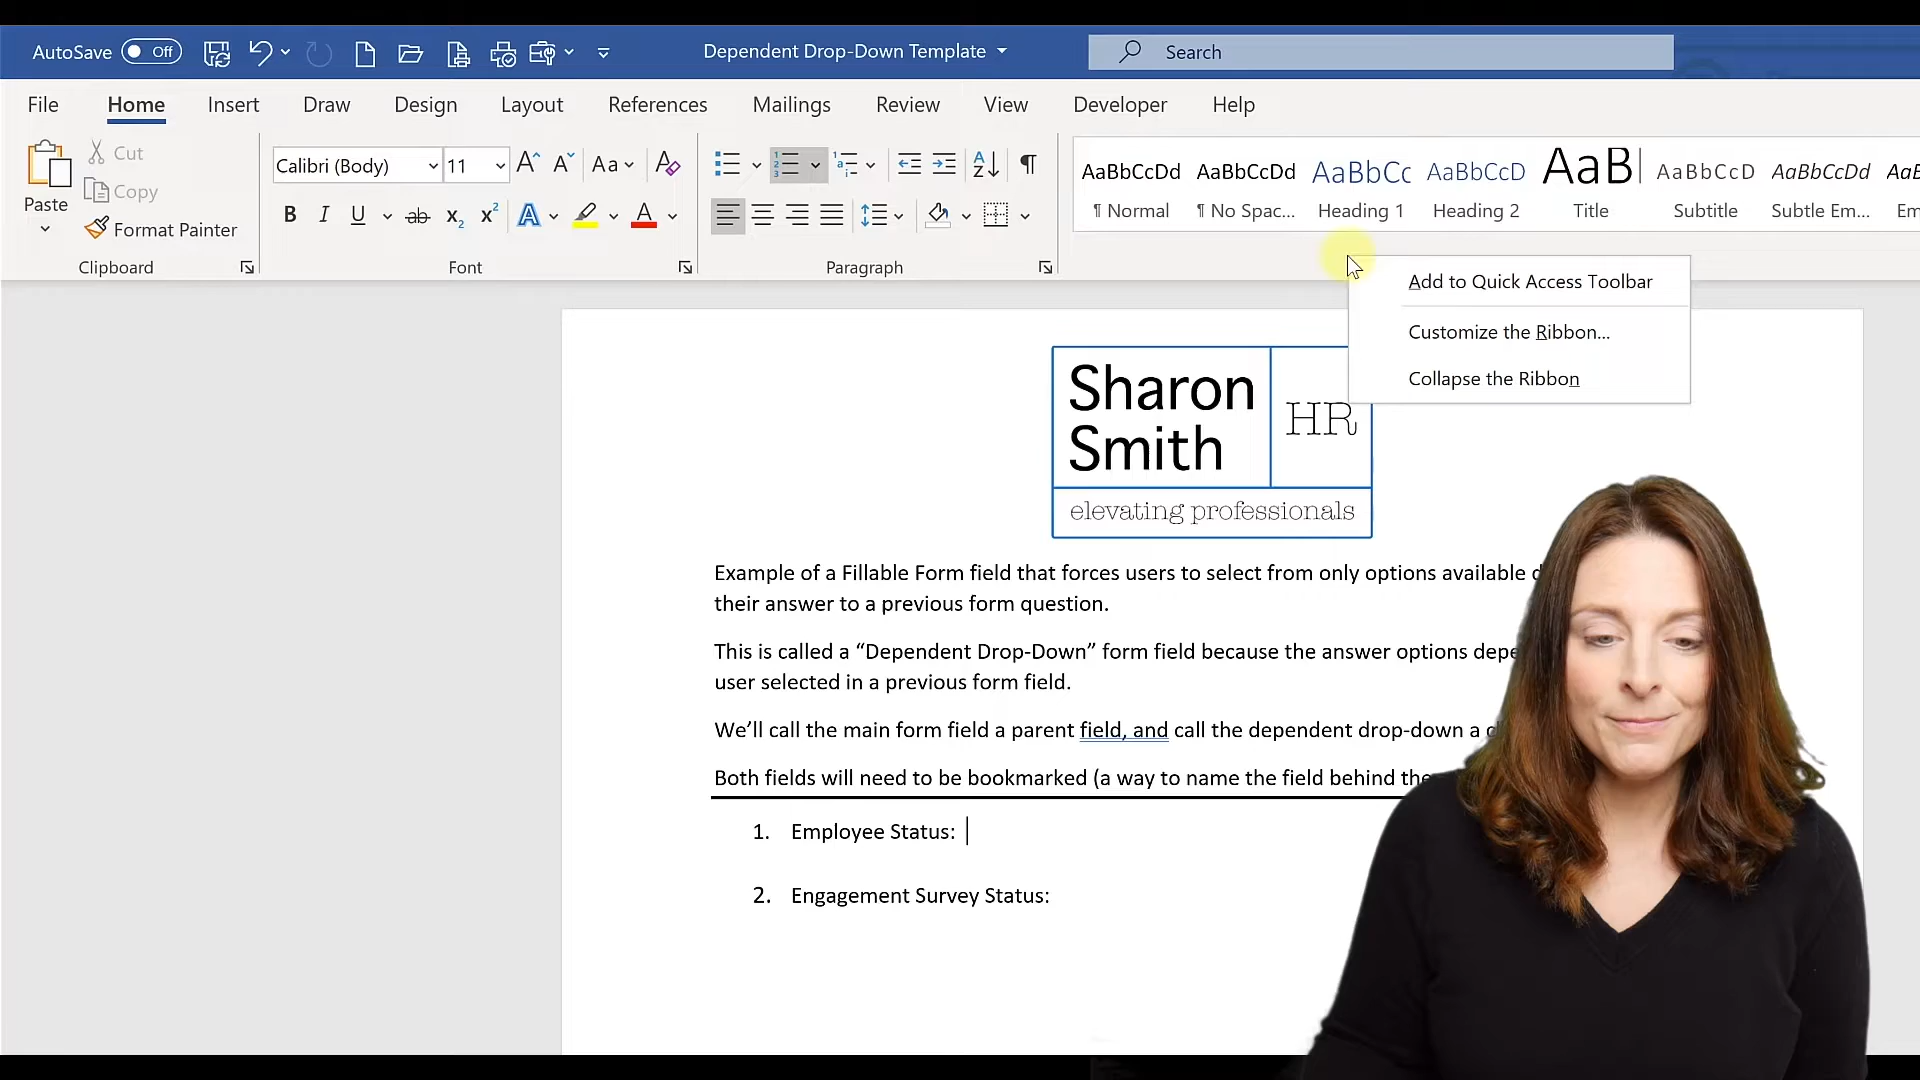 AutoSave Off Dependent Drop-Down Template Search
File Home Insert Draw Design Layout References Mailings Review View Developer Help
Paste
Cut
Copy
Format Painter
Clipboard
Calibri (Body) 11
Font
Paragraph
AaBbCcDd AaBbCcDd AaBbCc AaBbCcD AaB AaBbCcD AaBbCcDd
¶ Normal ¶ No Spac... Heading 1 Heading 2 Title Subtitle Subtle Em...
Add to Quick Access Toolbar
Customize the Ribbon...
Collapse the Ribbon
Sharon
Smith
HR
elevating professionals
Example of a Fillable Form field that forces users to select from only options available
their answer to a previous form question.
This is called a “Dependent Drop-Down” form field because the answer options
user selected in a previous form field.
We’ll call the main form field a parent field, and call the dependent drop-down a
Both fields will need to be bookmarked (a way to name the field behind
1. Employee Status:
2. Engagement Survey Status: